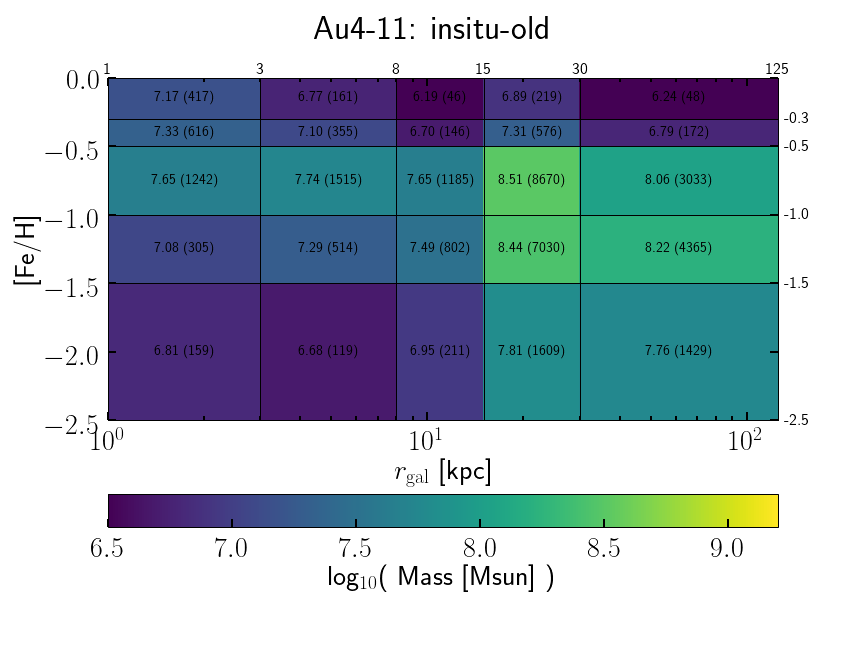 Au4-11: insitu-old
1 3 8 15 30 125
0.0
7.17 (417) 6.77 (161) 6.19 (46) 6.89 (219) 6.24 (48)
-0.3
7.33 (616) 7.10 (355) 6.70 (146) 7.31 (576) 6.79 (172)
−0.5 -0.5
7.65 (1242) 7.74 (1515) 7.65 (1185) 8.51 (8670) 8.06 (3033)
−1.0 -1.0
[Fe/H]
7.08 (305) 7.29 (514) 7.49 (802) 8.44 (7030) 8.22 (4365)
−1.5 -1.5
6.81 (159) 6.68 (119) 6.95 (211) 7.81 (1609) 7.76 (1429)
−2.0
−2.5 -2.5
10⁰ 10¹ 10²
r_gal [kpc]
6.5 7.0 7.5 8.0 8.5 9.0
log₁₀( Mass [Msun] )